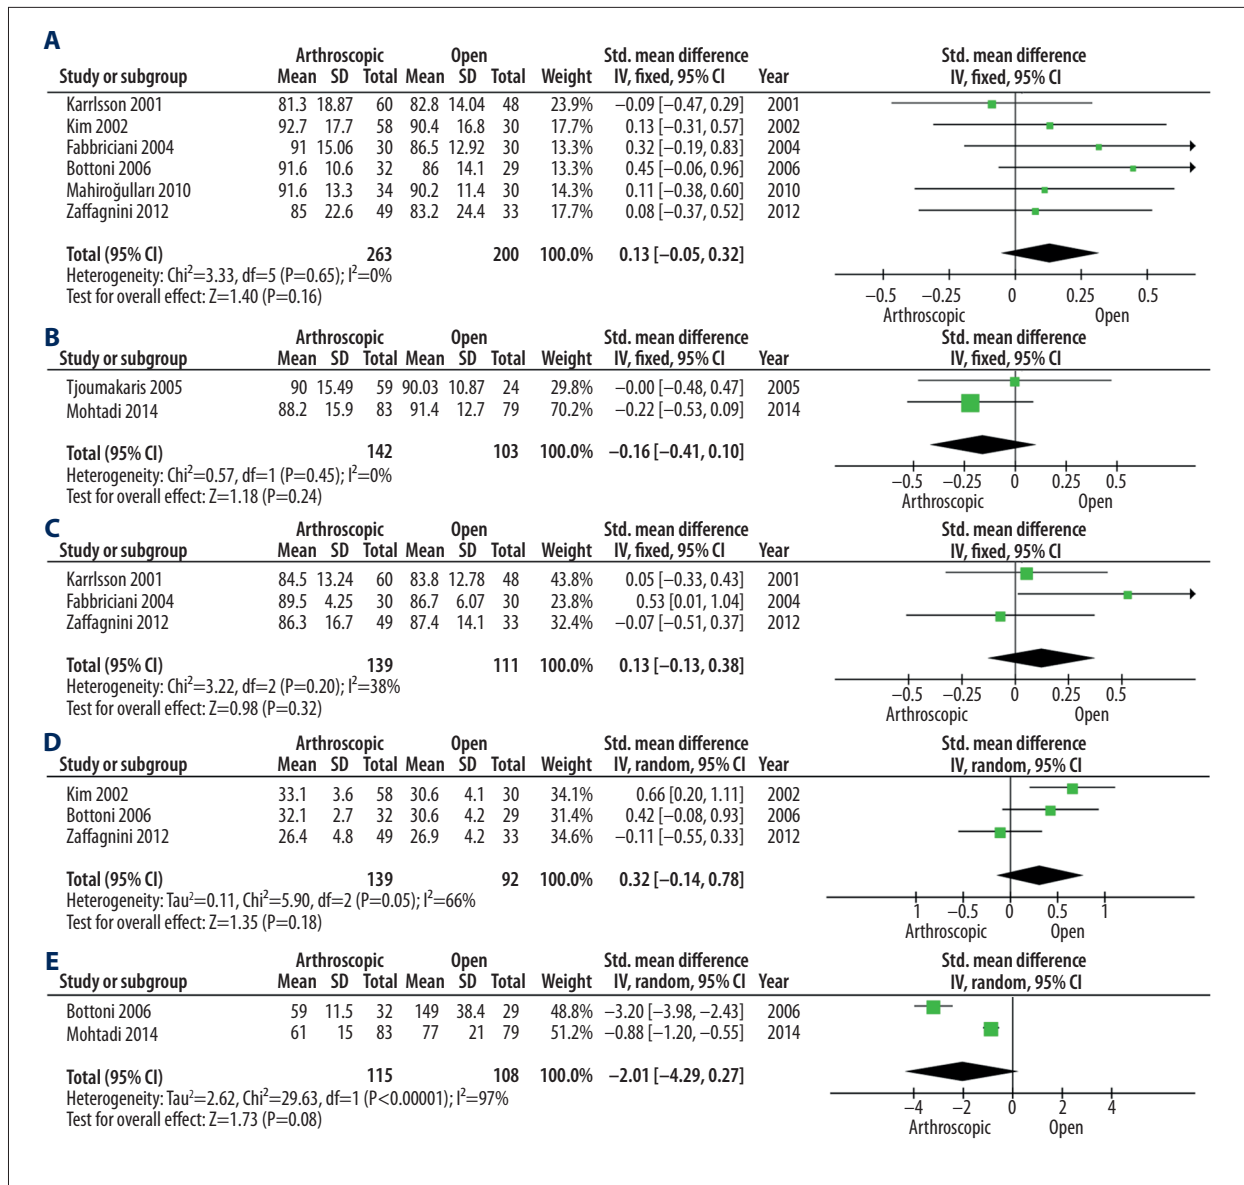 A
Arthroscopic Open Std. mean difference Std. mean difference
Study or subgroup Mean SD Total Mean SD Total Weight IV, fixed, 95% CI Year IV, fixed, 95% CI
Karrlsson 2001 81.3 18.87 60 82.8 14.04 48 23.9% −0.09 [−0.47, 0.29] 2001
Kim 2002 92.7 17.7 58 90.4 16.8 30 17.7% 0.13 [−0.31, 0.57] 2002
Fabbriciani 2004 91 15.06 30 86.5 12.92 30 13.3% 0.32 [−0.19, 0.83] 2004
Bottoni 2006 91.6 10.6 32 86 14.1 29 13.3% 0.45 [−0.06, 0.96] 2006
Mahiroğulları 2010 91.6 13.3 34 90.2 11.4 30 14.3% 0.11 [−0.38, 0.60] 2010
Zaffagnini 2012 85 22.6 49 83.2 24.4 33 17.7% 0.08 [−0.37, 0.52] 2012
Total (95% CI) 263 200 100.0% 0.13 [−0.05, 0.32]
Heterogeneity: Chi²=3.33, df=5 (P=0.65); I²=0%
Test for overall effect: Z=1.40 (P=0.16)
−0.5 −0.25 0 0.25 0.5
Arthroscopic Open
B
Arthroscopic Open Std. mean difference Std. mean difference
Study or subgroup Mean SD Total Mean SD Total Weight IV, fixed, 95% CI Year IV, fixed, 95% CI
Tjoumakaris 2005 90 15.49 59 90.03 10.87 24 29.8% −0.00 [−0.48, 0.47] 2005
Mohtadi 2014 88.2 15.9 83 91.4 12.7 79 70.2% −0.22 [−0.53, 0.09] 2014
Total (95% CI) 142 103 100.0% −0.16 [−0.41, 0.10]
Heterogeneity: Chi²=0.57, df=1 (P=0.45); I²=0%
Test for overall effect: Z=1.18 (P=0.24)
−0.5 −0.25 0 0.25 0.5
Arthroscopic Open
C
Arthroscopic Open Std. mean difference Std. mean difference
Study or subgroup Mean SD Total Mean SD Total Weight IV, fixed, 95% CI Year IV, fixed, 95% CI
Karrlsson 2001 84.5 13.24 60 83.8 12.78 48 43.8% 0.05 [−0.33, 0.43] 2001
Fabbriciani 2004 89.5 4.25 30 86.7 6.07 30 23.8% 0.53 [0.01, 1.04] 2004
Zaffagnini 2012 86.3 16.7 49 87.4 14.1 33 32.4% −0.07 [−0.51, 0.37] 2012
Total (95% CI) 139 111 100.0% 0.13 [−0.13, 0.38]
Heterogeneity: Chi²=3.22, df=2 (P=0.20); I²=38%
Test for overall effect: Z=0.98 (P=0.32)
−0.5 −0.25 0 0.25 0.5
Arthroscopic Open
D
Arthroscopic Open Std. mean difference Std. mean difference
Study or subgroup Mean SD Total Mean SD Total Weight IV, random, 95% CI Year IV, random, 95% CI
Kim 2002 33.1 3.6 58 30.6 4.1 30 34.1% 0.66 [0.20, 1.11] 2002
Bottoni 2006 32.1 2.7 32 30.6 4.2 29 31.4% 0.42 [−0.08, 0.93] 2006
Zaffagnini 2012 26.4 4.8 49 26.9 4.2 33 34.6% −0.11 [−0.55, 0.33] 2012
Total (95% CI) 139 92 100.0% 0.32 [−0.14, 0.78]
Heterogeneity: Tau²=0.11, Chi²=5.90, df=2 (P=0.05); I²=66%
Test for overall effect: Z=1.35 (P=0.18)
1 −0.5 0 0.5 1
Arthroscopic Open
E
Arthroscopic Open Std. mean difference Std. mean difference
Study or subgroup Mean SD Total Mean SD Total Weight IV, random, 95% CI Year IV, random, 95% CI
Bottoni 2006 59 11.5 32 149 38.4 29 48.8% −3.20 [−3.98, −2.43] 2006
Mohtadi 2014 61 15 83 77 21 79 51.2% −0.88 [−1.20, −0.55] 2014
Total (95% CI) 115 108 100.0% −2.01 [−4.29, 0.27]
Heterogeneity: Tau²=2.62, Chi²=29.63, df=1 (P<0.00001); I²=97%
Test for overall effect: Z=1.73 (P=0.08)
−4 −2 0 2 4
Arthroscopic Open